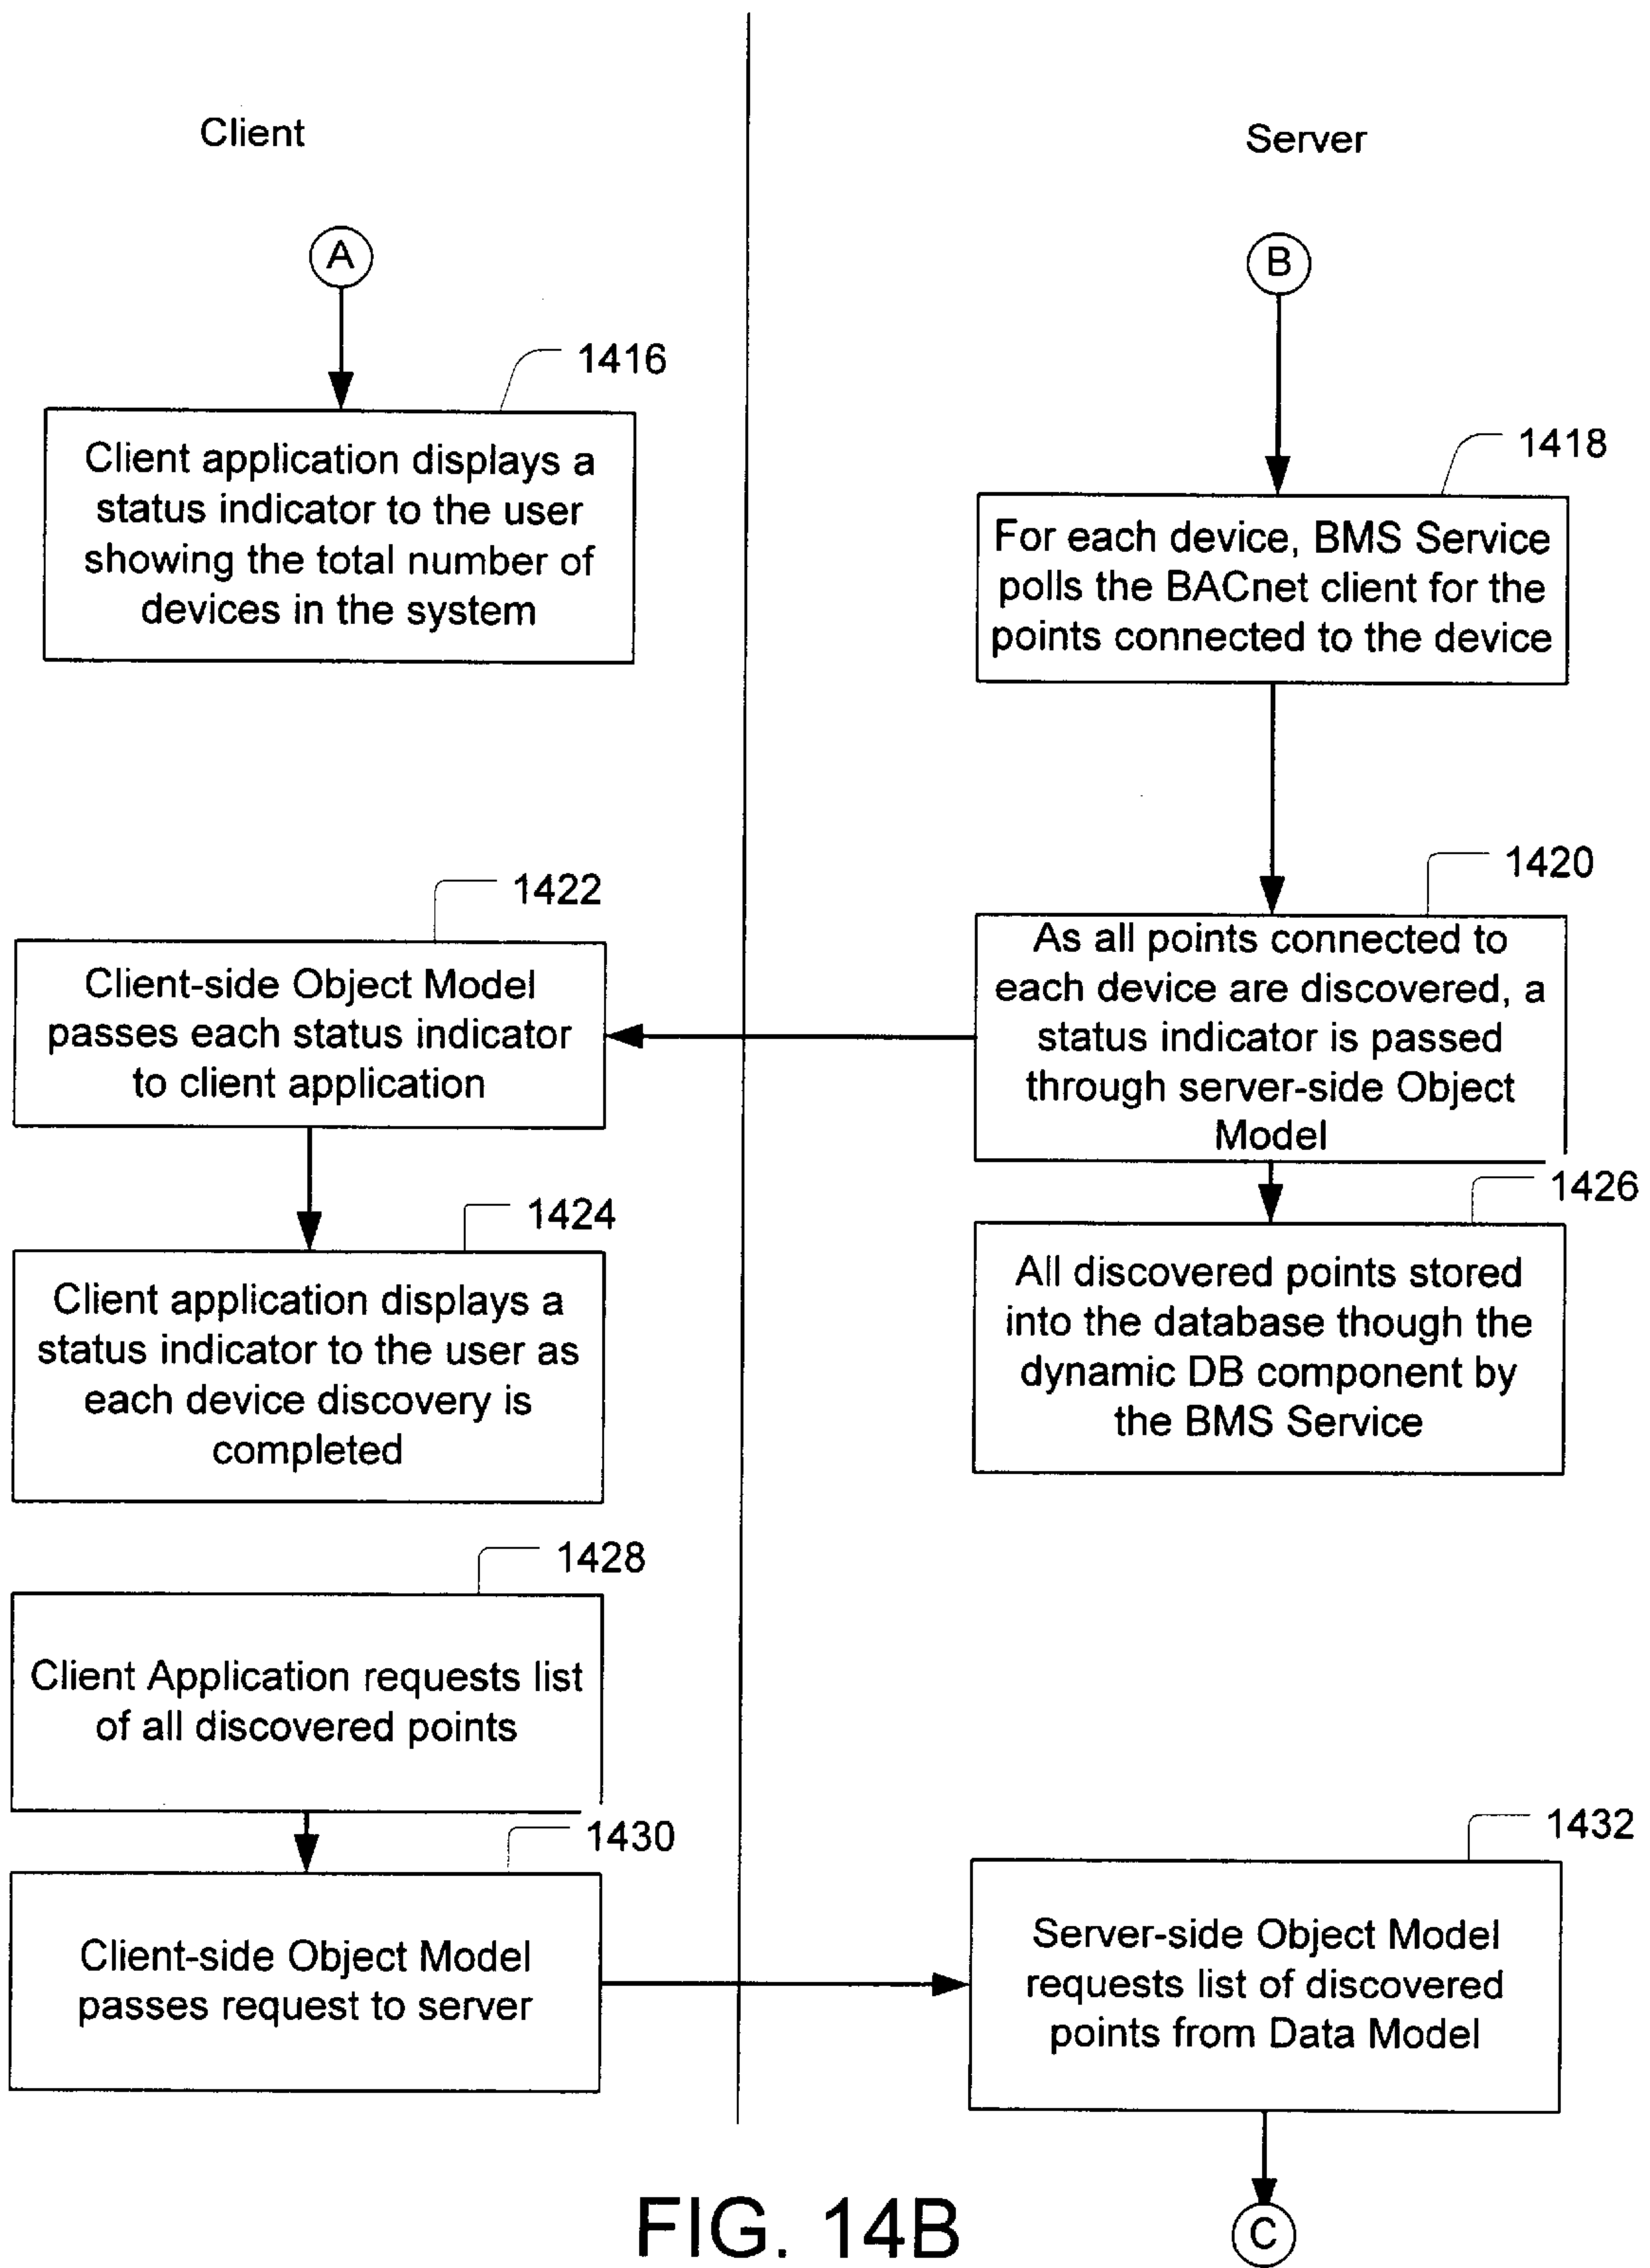 Client
Server
A
B
1416
Client application displays a
status indicator to the user
showing the total number of
devices in the system
1418
For each device, BMS Service
polls the BACnet client for the
points connected to the device
1420
As all points connected to
each device are discovered, a
status indicator is passed
through server-side Object
Model
1422
Client-side Object Model
passes each status indicator
to client application
1424
Client application displays a
status indicator to the user as
each device discovery is
completed
1426
All discovered points stored
into the database though the
dynamic DB component by
the BMS Service
1428
Client Application requests list
of all discovered points
1430
Client-side Object Model
passes request to server
1432
Server-side Object Model
requests list of discovered
points from Data Model
C
FIG. 14B